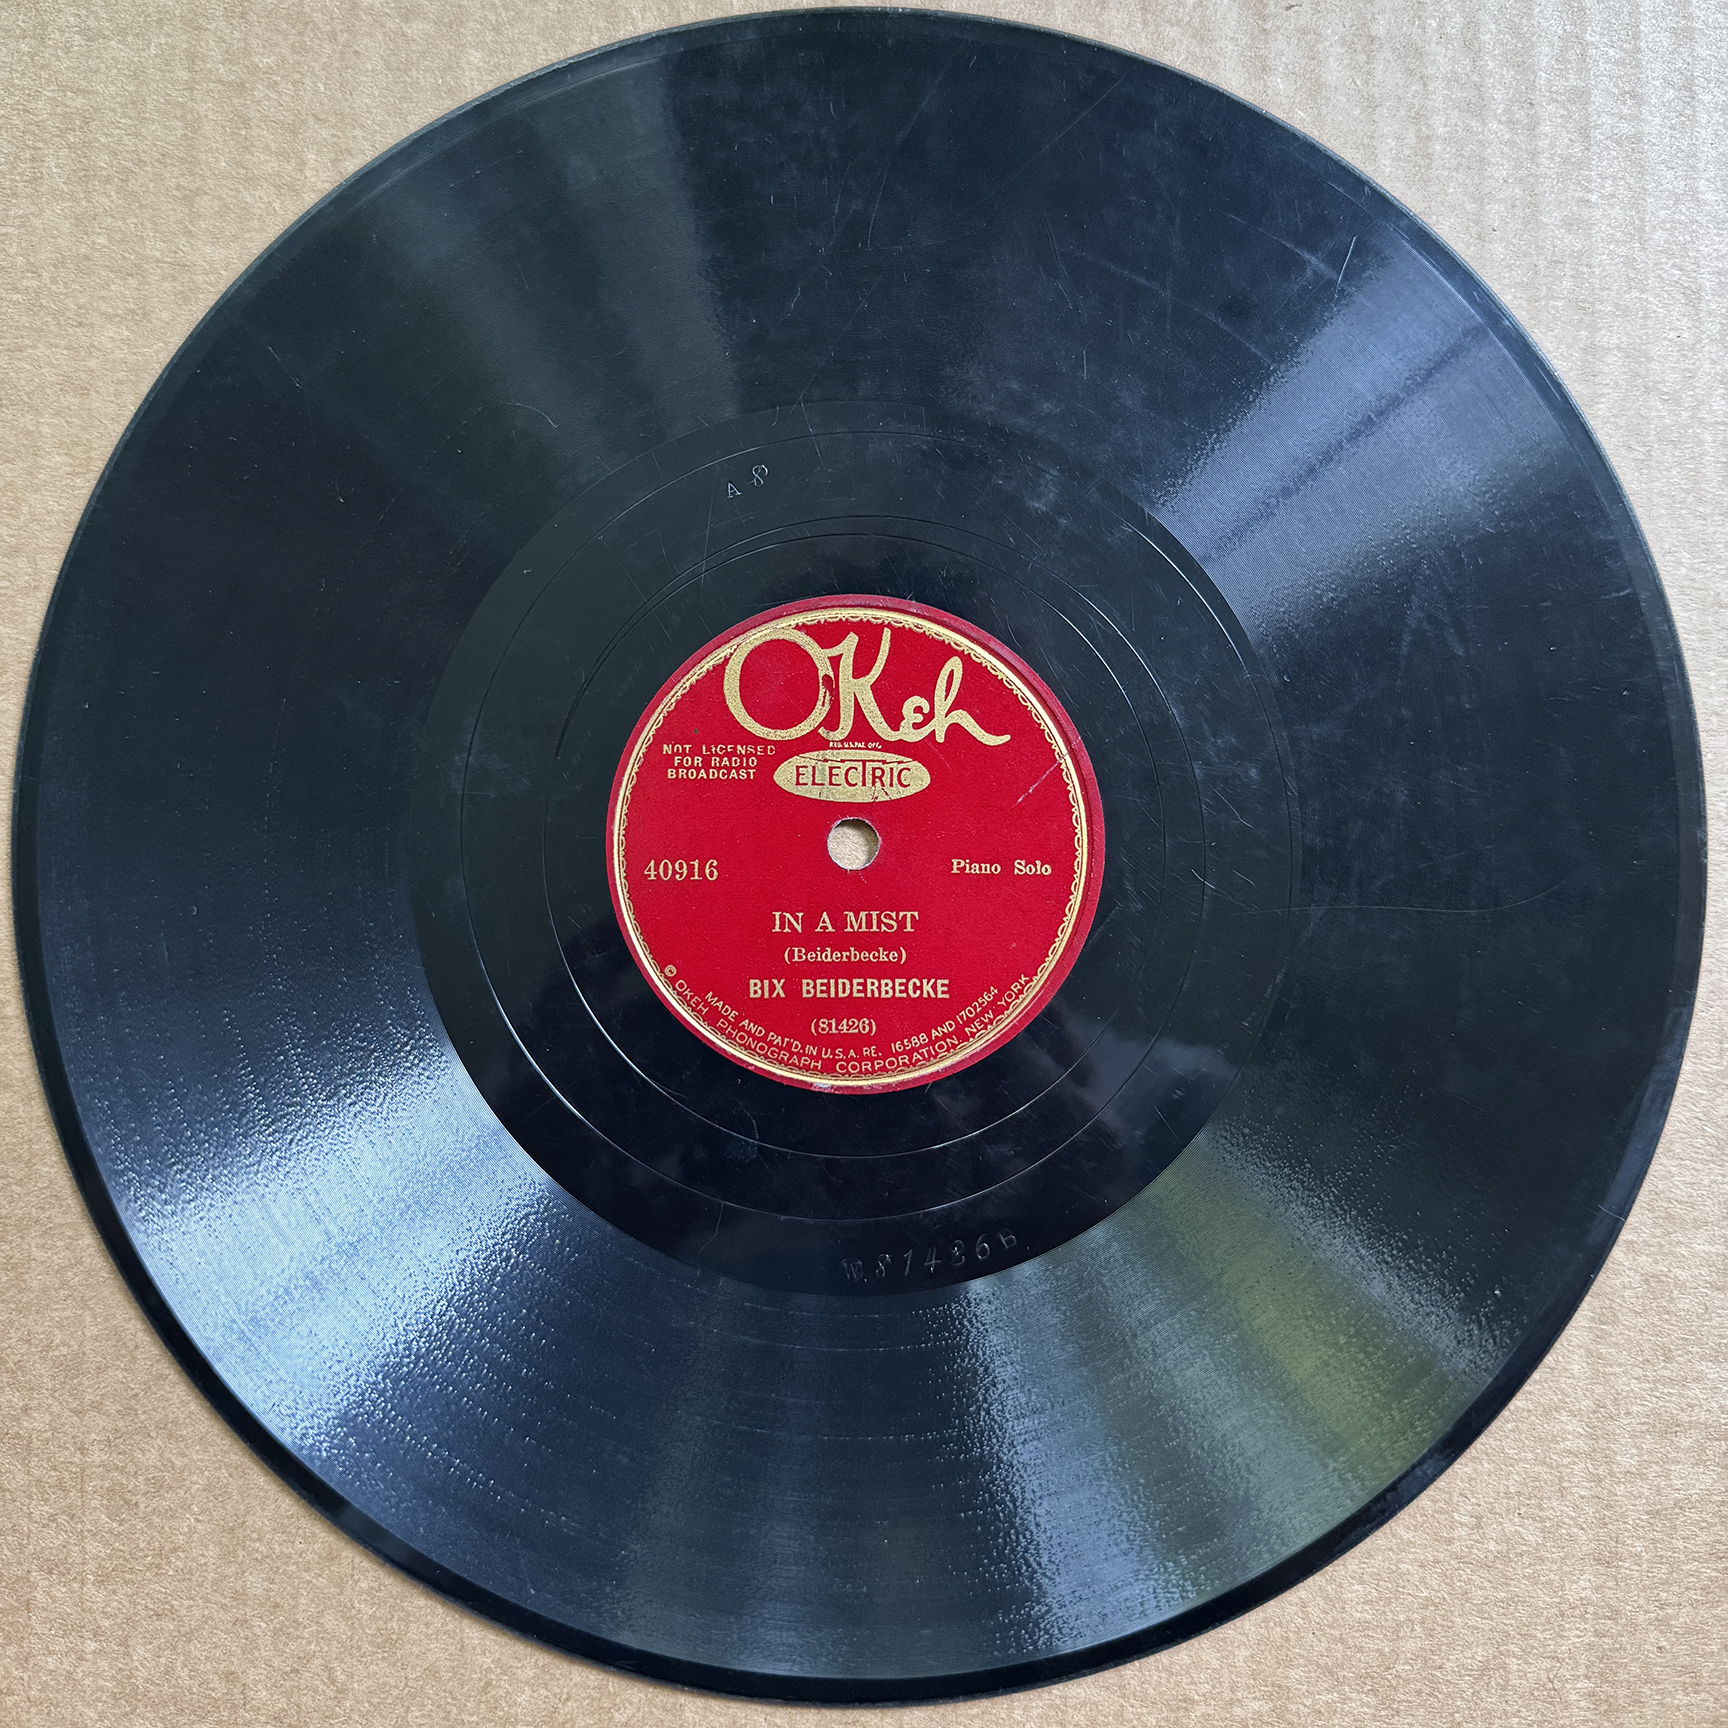 A 8
OKeh
REG. U.S. PAT. OFF.
NOT LICENSED
FOR RADIO
BROADCAST
ELECTRIC
40916
Piano Solo
IN A MIST
(Beiderbecke)
BIX BEIDERBECKE
(81426)
MADE AND PAT'D. IN U.S.A. RE. 16588 AND 1702564
© OKEH PHONOGRAPH CORPORATION, NEW YORK
W.81426B